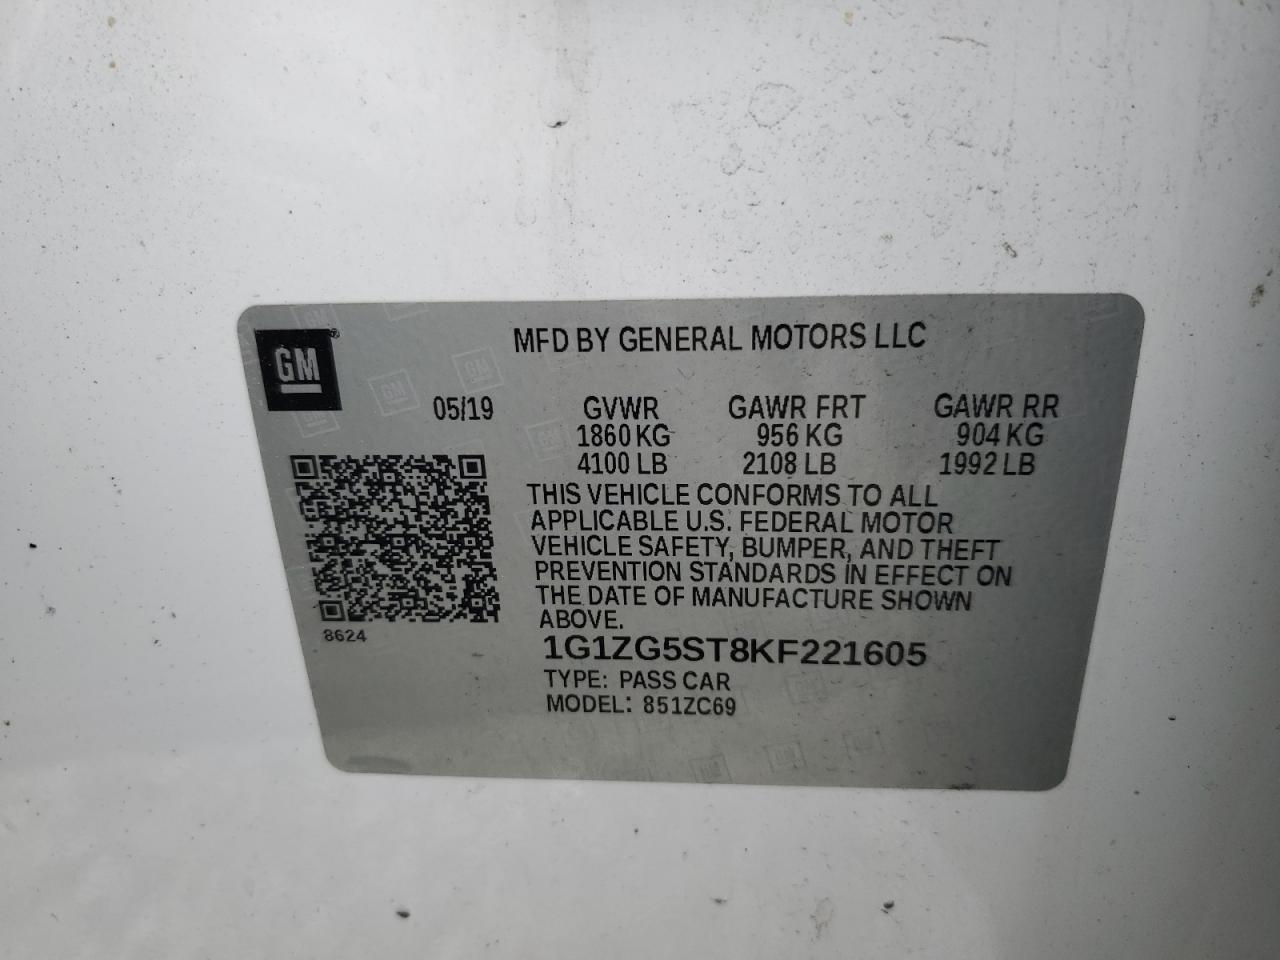 GM
MFD BY GENERAL MOTORS LLC
05/19 GVWR GAWR FRT GAWR RR
1860 KG 956 KG 904 KG
4100 LB 2108 LB 1992 LB
THIS VEHICLE CONFORMS TO ALL
APPLICABLE U.S. FEDERAL MOTOR
VEHICLE SAFETY, BUMPER, AND THEFT
PREVENTION STANDARDS IN EFFECT ON
THE DATE OF MANUFACTURE SHOWN
ABOVE.
8624
1G1ZG5ST8KF221605
TYPE: PASS CAR
MODEL: 851ZC69